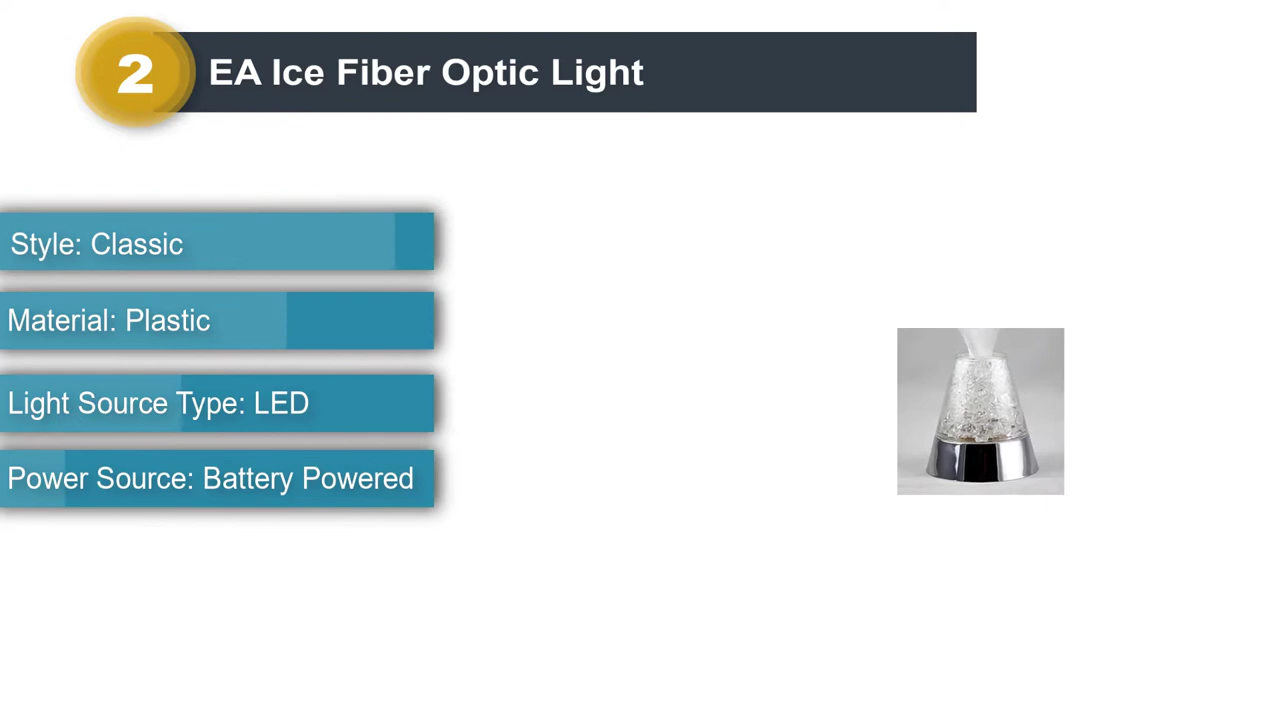 2
EA Ice Fiber Optic Light
Style: Classic
Material: Plastic
Light Source Type: LED
Power Source: Battery Powered